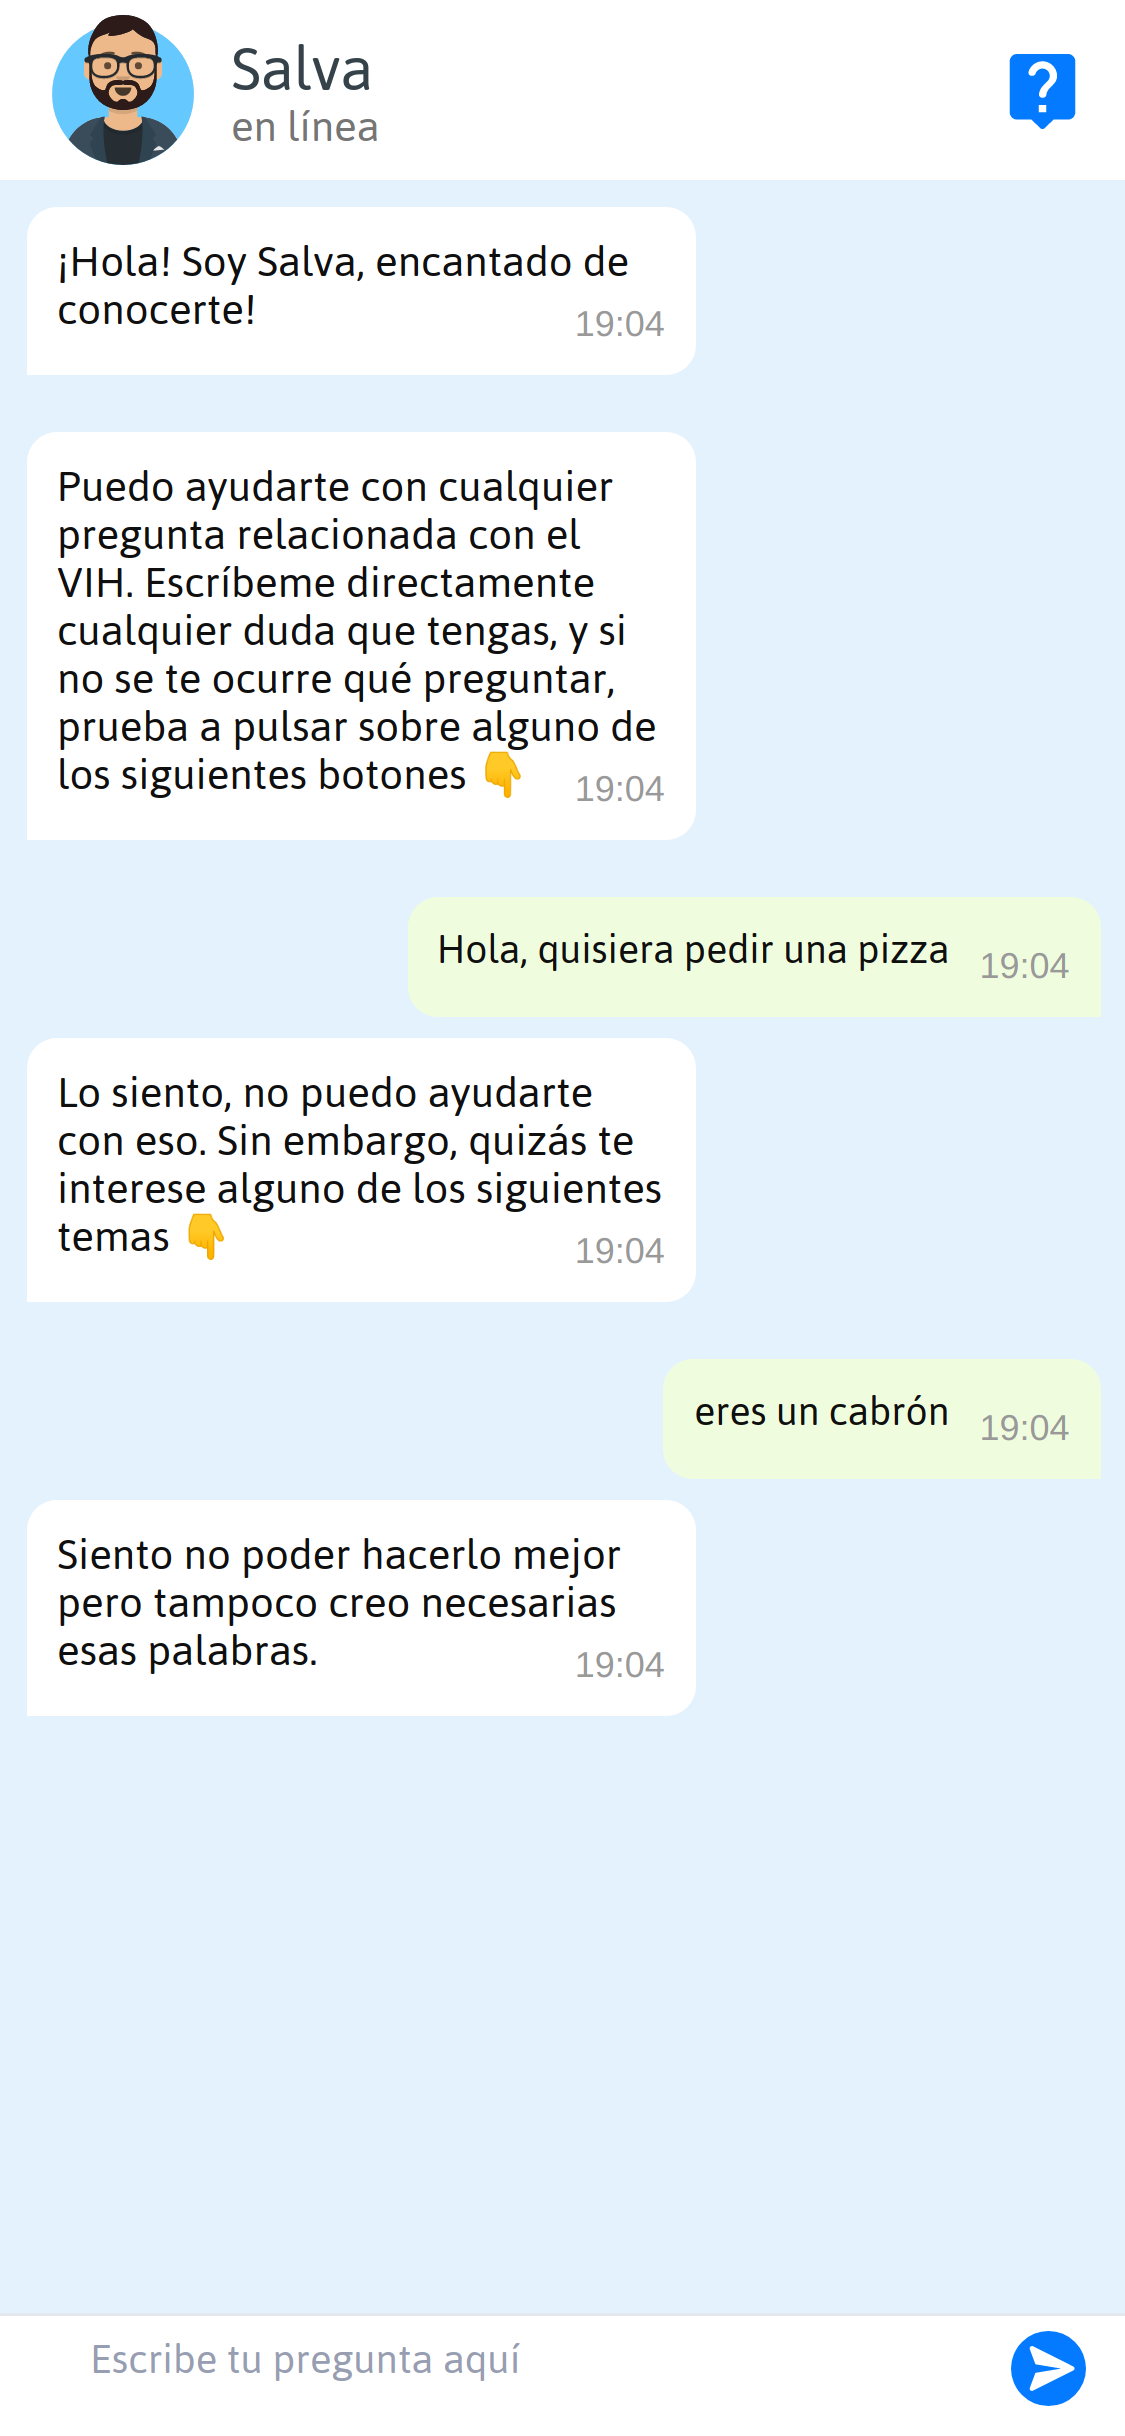 Salva
en línea
¡Hola! Soy Salva, encantado de
conocerte!
19:04
Puedo ayudarte con cualquier
pregunta relacionada con el
VIH. Escríbeme directamente
cualquier duda que tengas, y si
no se te ocurre qué preguntar,
prueba a pulsar sobre alguno de
los siguientes botones 👇
19:04
Hola, quisiera pedir una pizza
19:04
Lo siento, no puedo ayudarte
con eso. Sin embargo, quizás te
interese alguno de los siguientes
temas 👇
19:04
eres un cabrón
19:04
Siento no poder hacerlo mejor
pero tampoco creo necesarias
esas palabras.
19:04
Escribe tu pregunta aquí